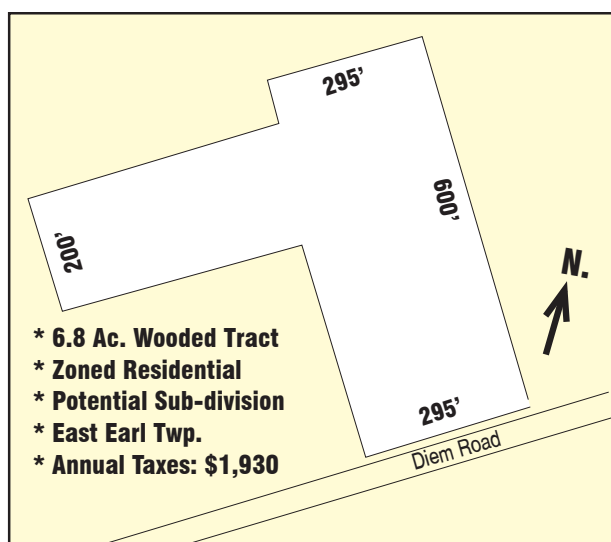 295’
600’
200’
N.
* 6.8 Ac. Wooded Tract
* Zoned Residential
* Potential Sub-division
* East Earl Twp.
* Annual Taxes: $1,930
295’
Diem Road